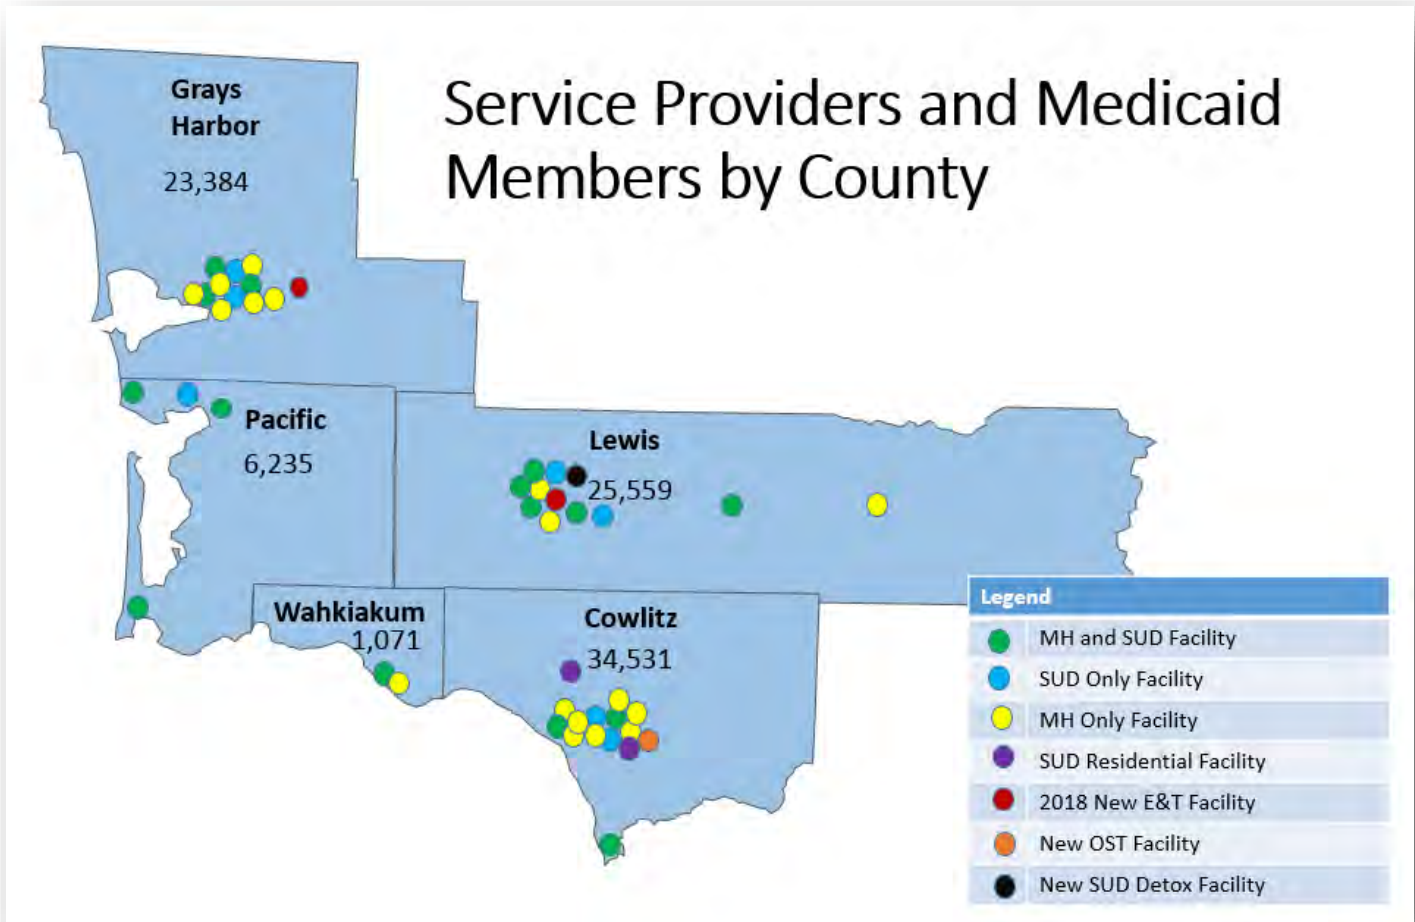 Service Providers and Medicaid
Members by County
Grays
Harbor
23,384
Pacific
6,235
Lewis
25,559
Wahkiakum
1,071
Cowlitz
34,531
Legend
MH and SUD Facility
SUD Only Facility
MH Only Facility
SUD Residential Facility
2018 New E&T Facility
New OST Facility
New SUD Detox Facility